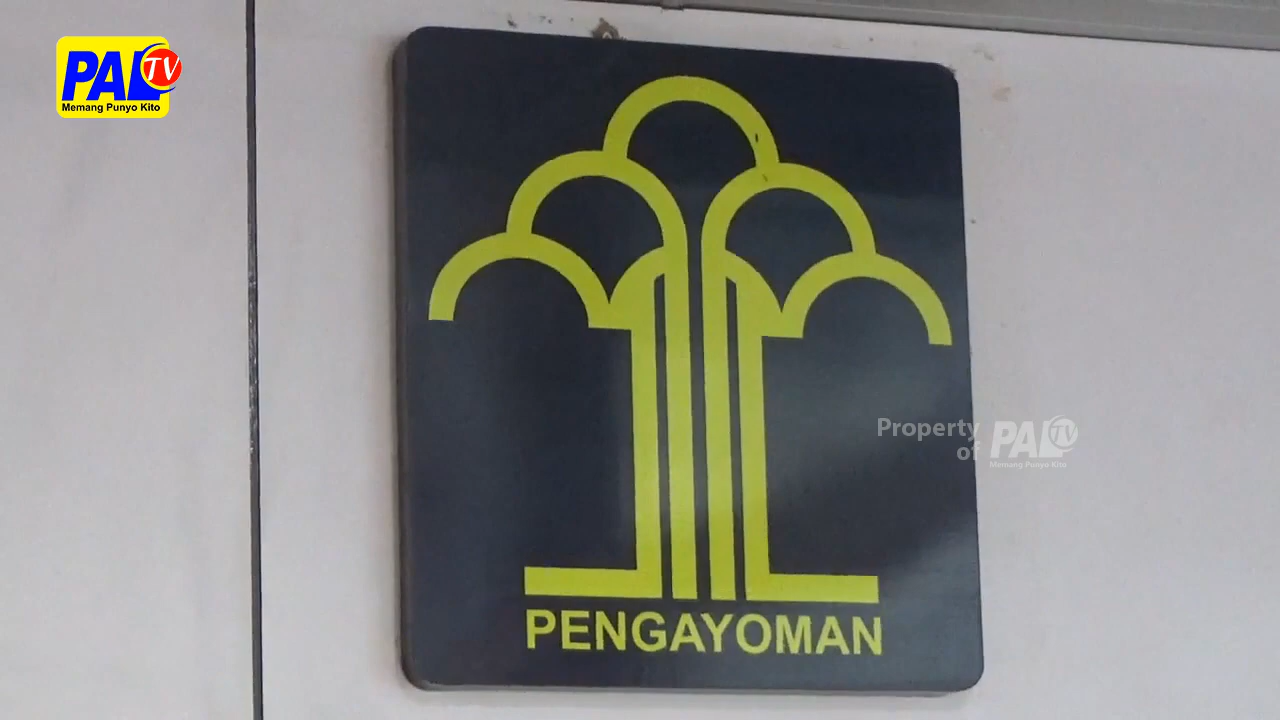 PAL TV
Memang Punyo Kito
Property
of PAL TV
Memang Punyo Kito
PENGAYOMAN